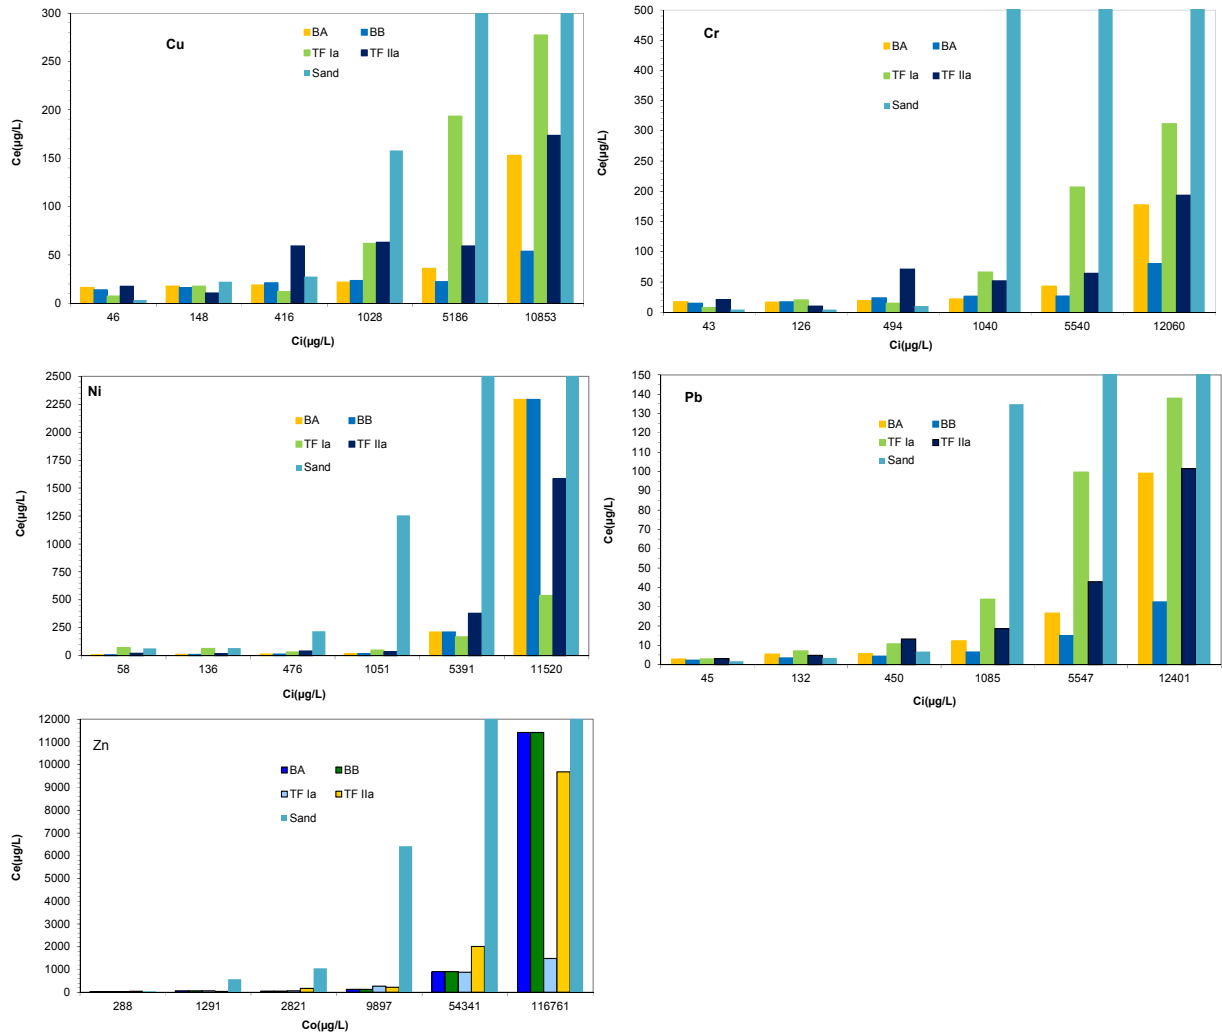 Cu
BA BB
TF Ia TF IIa
Sand
300
250
200
150
100
50
0
Ce(µg/L)
46 148 416 1028 5186 10853
Ci(µg/L)
Cr
BA BA
TF Ia TF IIa
Sand
500
450
400
350
300
250
200
150
100
50
0
Ce(µg/L)
43 126 494 1040 5540 12060
Ci(µg/L)
Ni
BA BB
TF Ia TF IIa
Sand
2500
2250
2000
1750
1500
1250
1000
750
500
250
0
Ce(µg/L)
58 136 476 1051 5391 11520
Ci(µg/L)
Pb
BA BB
TF Ia TF IIa
Sand
150
140
130
120
110
100
90
80
70
60
50
40
30
20
10
0
Ce(µg/L)
45 132 450 1085 5547 12401
Ci(µg/L)
Zn
BA BB
TF Ia TF IIa
Sand
12000
11000
10000
9000
8000
7000
6000
5000
4000
3000
2000
1000
0
Ce(µg/L)
288 1291 2821 9897 54341 116761
Co(µg/L)